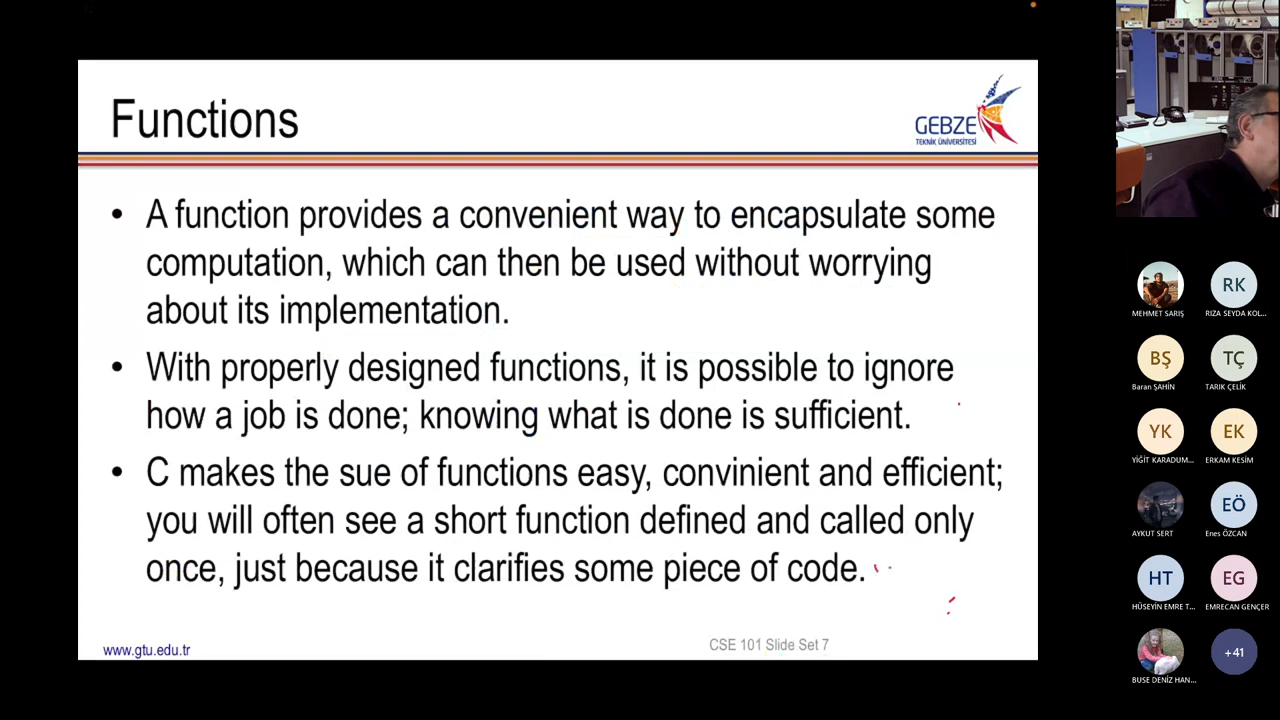 Functions
GEBZE
TEKNİK ÜNİVERSİTESİ
• A function provides a convenient way to encapsulate some
computation, which can then be used without worrying
about its implementation.
• With properly designed functions, it is possible to ignore
how a job is done; knowing what is done is sufficient.
• C makes the sue of functions easy, convinient and efficient;
you will often see a short function defined and called only
once, just because it clarifies some piece of code.
www.gtu.edu.tr
CSE 101 Slide Set 7
MEHMET SARIŞ
RK
RIZA SEYDA KOL...
BŞ
Baran ŞAHİN
TÇ
TARIK ÇELİK
YK
YİĞİT KARADUM...
EK
ERKAM KESİM
AYKUT SERT
EÖ
Enes ÖZCAN
HT
HÜSEYİN EMRE T...
EG
EMRECAN GENÇER
BUSE DENİZ HAN...
+41